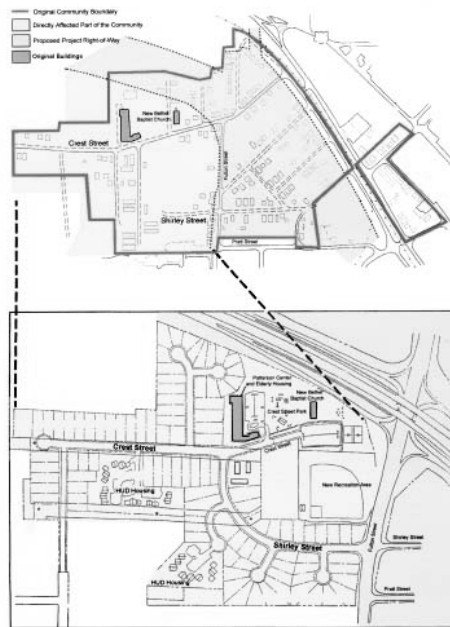 Original Community Boundary
Directly Affected Part of the Community
Proposed Project Right-of-Way
Original Buildings
New Bethel
Baptist Church
Crest Street
Fulton Street
Shirley Street
Pratt Street
Patterson Center
and Elderly Housing
New Bethel
Baptist Church
Crest Street Park
Crest Street
Crest Street
HUD Housing
New Recreation Area
Fulton Street
Shirley Street
Shirley Street
Pratt Street
HUD Housing